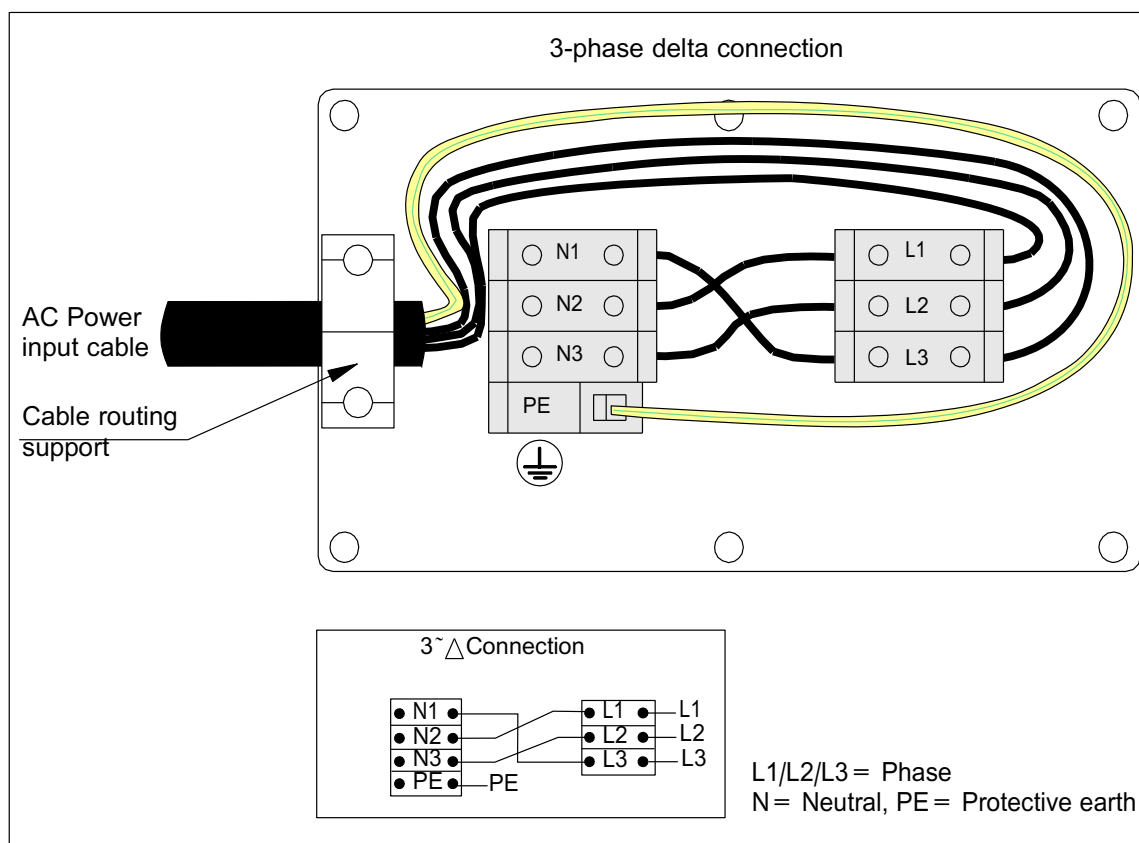 3-phase delta connection
N1
L1
N2
L2
N3
L3
PE
AC Power
input cable
Cable routing
support
3~△Connection
N1
L1
L1
N2
L2
L2
N3
L3
L3
PE
PE
L1/L2/L3= Phase
N= Neutral, PE= Protective earth